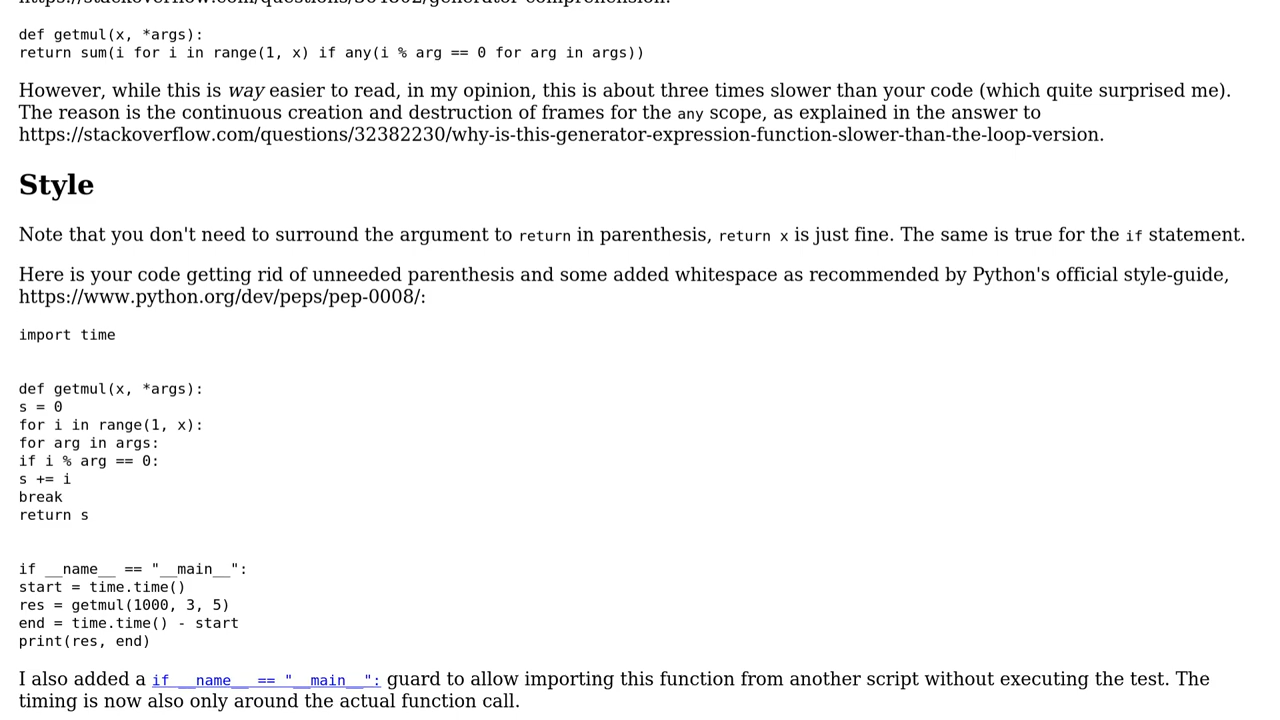 https://stackoverflow.com/questions/364802/generator-comprehension.
def getmul(x, *args):
return sum(i for i in range(1, x) if any(i % arg == 0 for arg in args))
However, while this is way easier to read, in my opinion, this is about three times slower than your code (which quite surprised me).
The reason is the continuous creation and destruction of frames for the any scope, as explained in the answer to
https://stackoverflow.com/questions/32382230/why-is-this-generator-expression-function-slower-than-the-loop-version.
Style
Note that you don't need to surround the argument to return in parenthesis, return x is just fine. The same is true for the if statement.
Here is your code getting rid of unneeded parenthesis and some added whitespace as recommended by Python's official style-guide,
https://www.python.org/dev/peps/pep-0008/:
import time
def getmul(x, *args):
s = 0
for i in range(1, x):
for arg in args:
if i % arg == 0:
s += i
break
return s
if __name__ == "__main__":
start = time.time()
res = getmul(1000, 3, 5)
end = time.time() - start
print(res, end)
I also added a if __name__ == "__main__": guard to allow importing this function from another script without executing the test. The
timing is now also only around the actual function call.